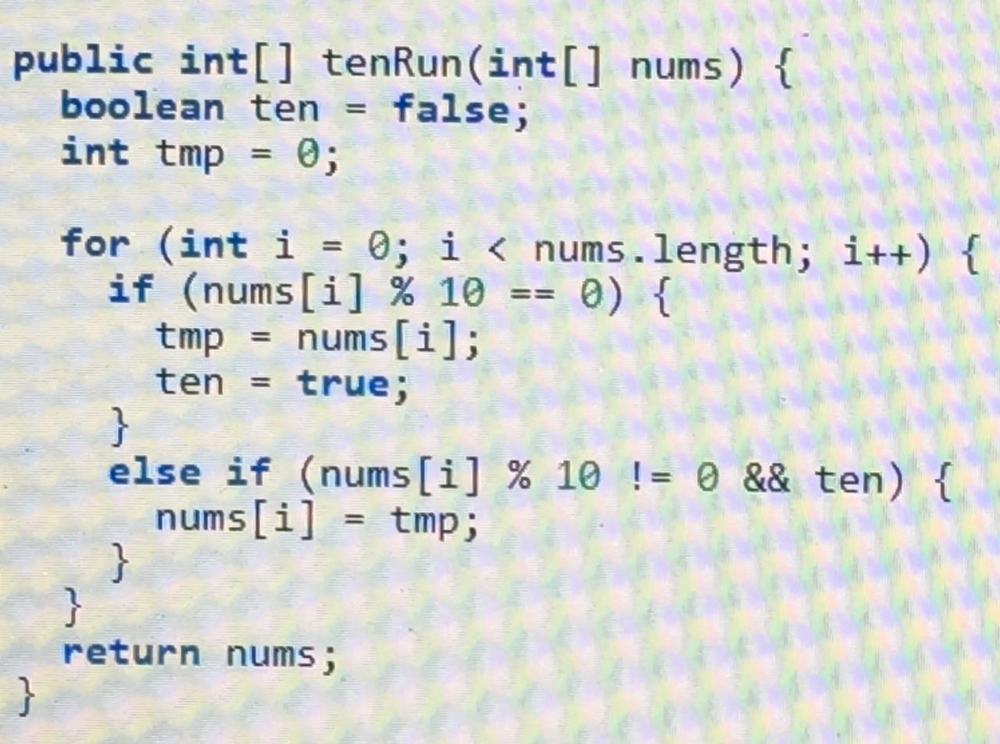 public int[] tenRun(int[] nums) {
  boolean ten = false;
  int tmp = 0;

  for (int i = 0; i < nums.length; i++) {
    if (nums[i] % 10 == 0) {
      tmp = nums[i];
      ten = true;
    }
    else if (nums[i] % 10 != 0 && ten) {
      nums[i] = tmp;
    }
  }
  return nums;
}